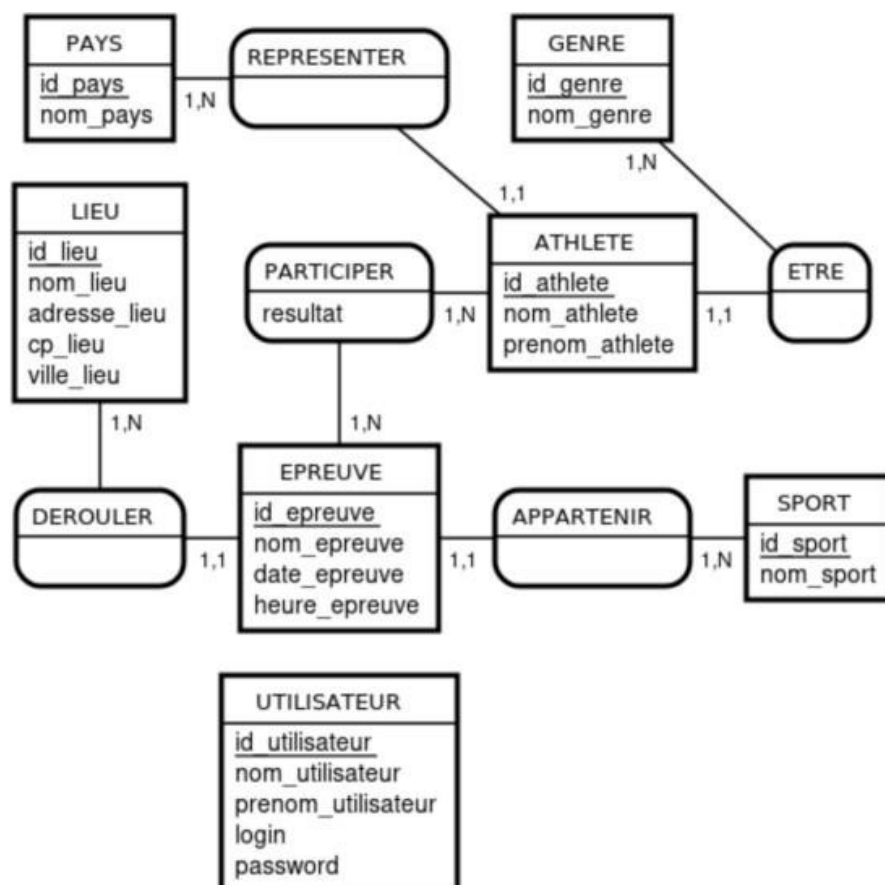 PAYS
id_pays
nom_pays
1,N
REPRESENTER
GENRE
id_genre
nom_genre
1,N
1,1
LIEU
id_lieu
nom_lieu
adresse_lieu
cp_lieu
ville_lieu
1,N
PARTICIPER
resultat
1,N
ATHLETE
id_athlete
nom_athlete
prenom_athlete
1,1
ETRE
1,N
DEROULER
1,1
EPREUVE
id_epreuve
nom_epreuve
date_epreuve
heure_epreuve
1,1
APPARTENIR
1,N
SPORT
id_sport
nom_sport
UTILISATEUR
id_utilisateur
nom_utilisateur
prenom_utilisateur
login
password